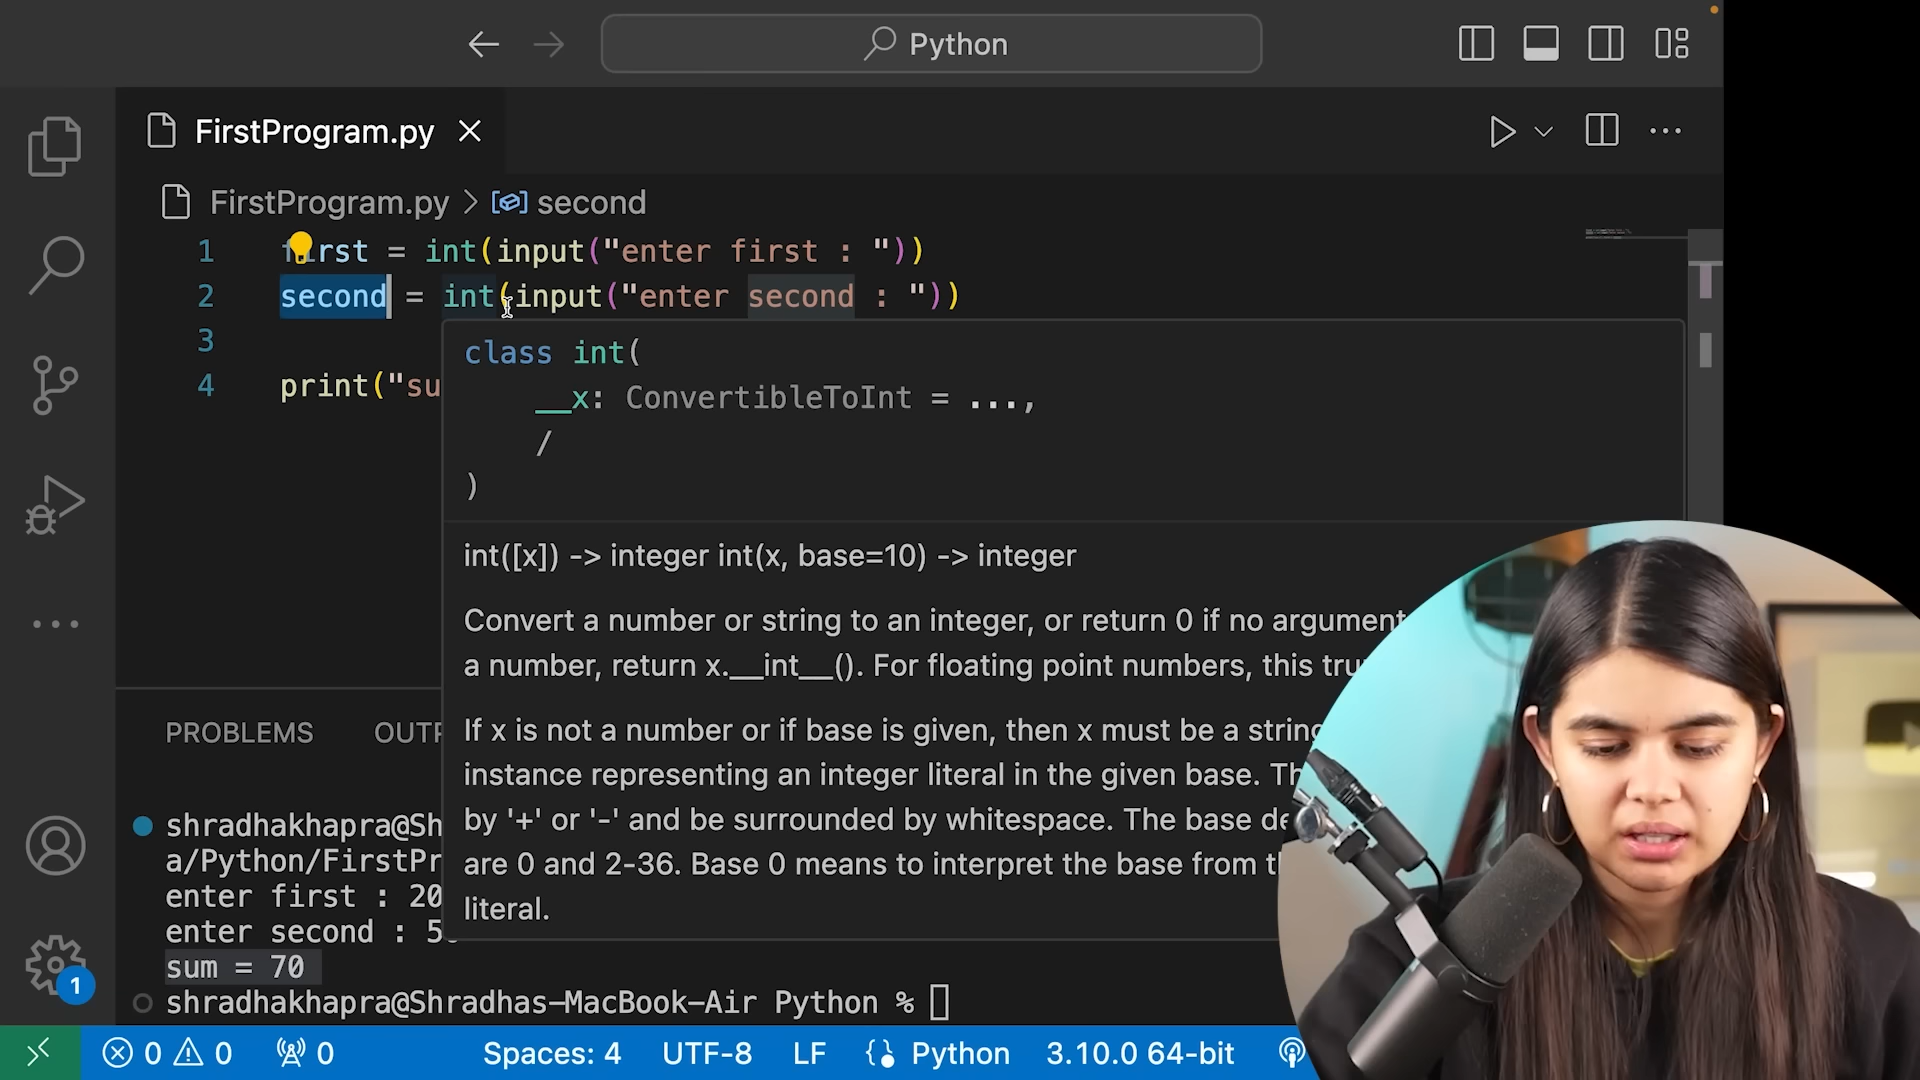 Python
FirstProgram.py
FirstProgram.py > second
1 first = int(input("enter first : "))
2 second = int(input("enter second : "))
3
4 print("su
class int(
__x: ConvertibleToInt = ...,
/
)
int([x]) -> integer int(x, base=10) -> integer
Convert a number or string to an integer, or return 0 if no argument
a number, return x.__int__(). For floating point numbers, this tru
If x is not a number or if base is given, then x must be a string
instance representing an integer literal in the given base. Th
by '+' or '-' and be surrounded by whitespace. The base de
are 0 and 2-36. Base 0 means to interpret the base from t
literal.
PROBLEMS OUTP
shradhakhapra@Sh
a/Python/FirstPr
enter first : 20
enter second : 5
sum = 70
shradhakhapra@Shradhas-MacBook-Air Python %
1
0 0 0 Spaces: 4 UTF-8 LF Python 3.10.0 64-bit